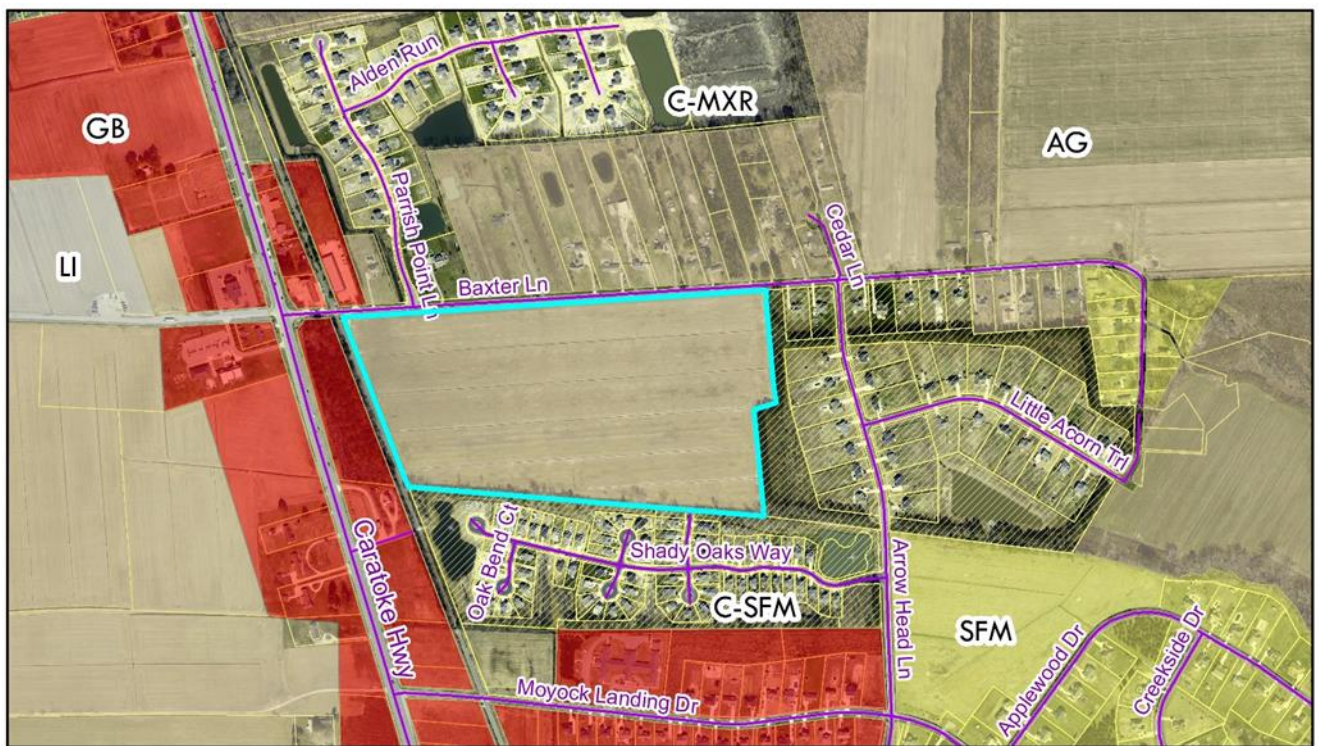 Alden Run
C-MXR
GB
AG
Parrish Point Ln
Cedar Ln
LI
Baxter Ln
Little Acorn Trl
Caratoke Hwy
Oak Bend Ct
Shady Oaks Way
Arrow Head Ln
C-SFM
SFM
Applewood Dr
Creekside Dr
Moyock Landing Dr